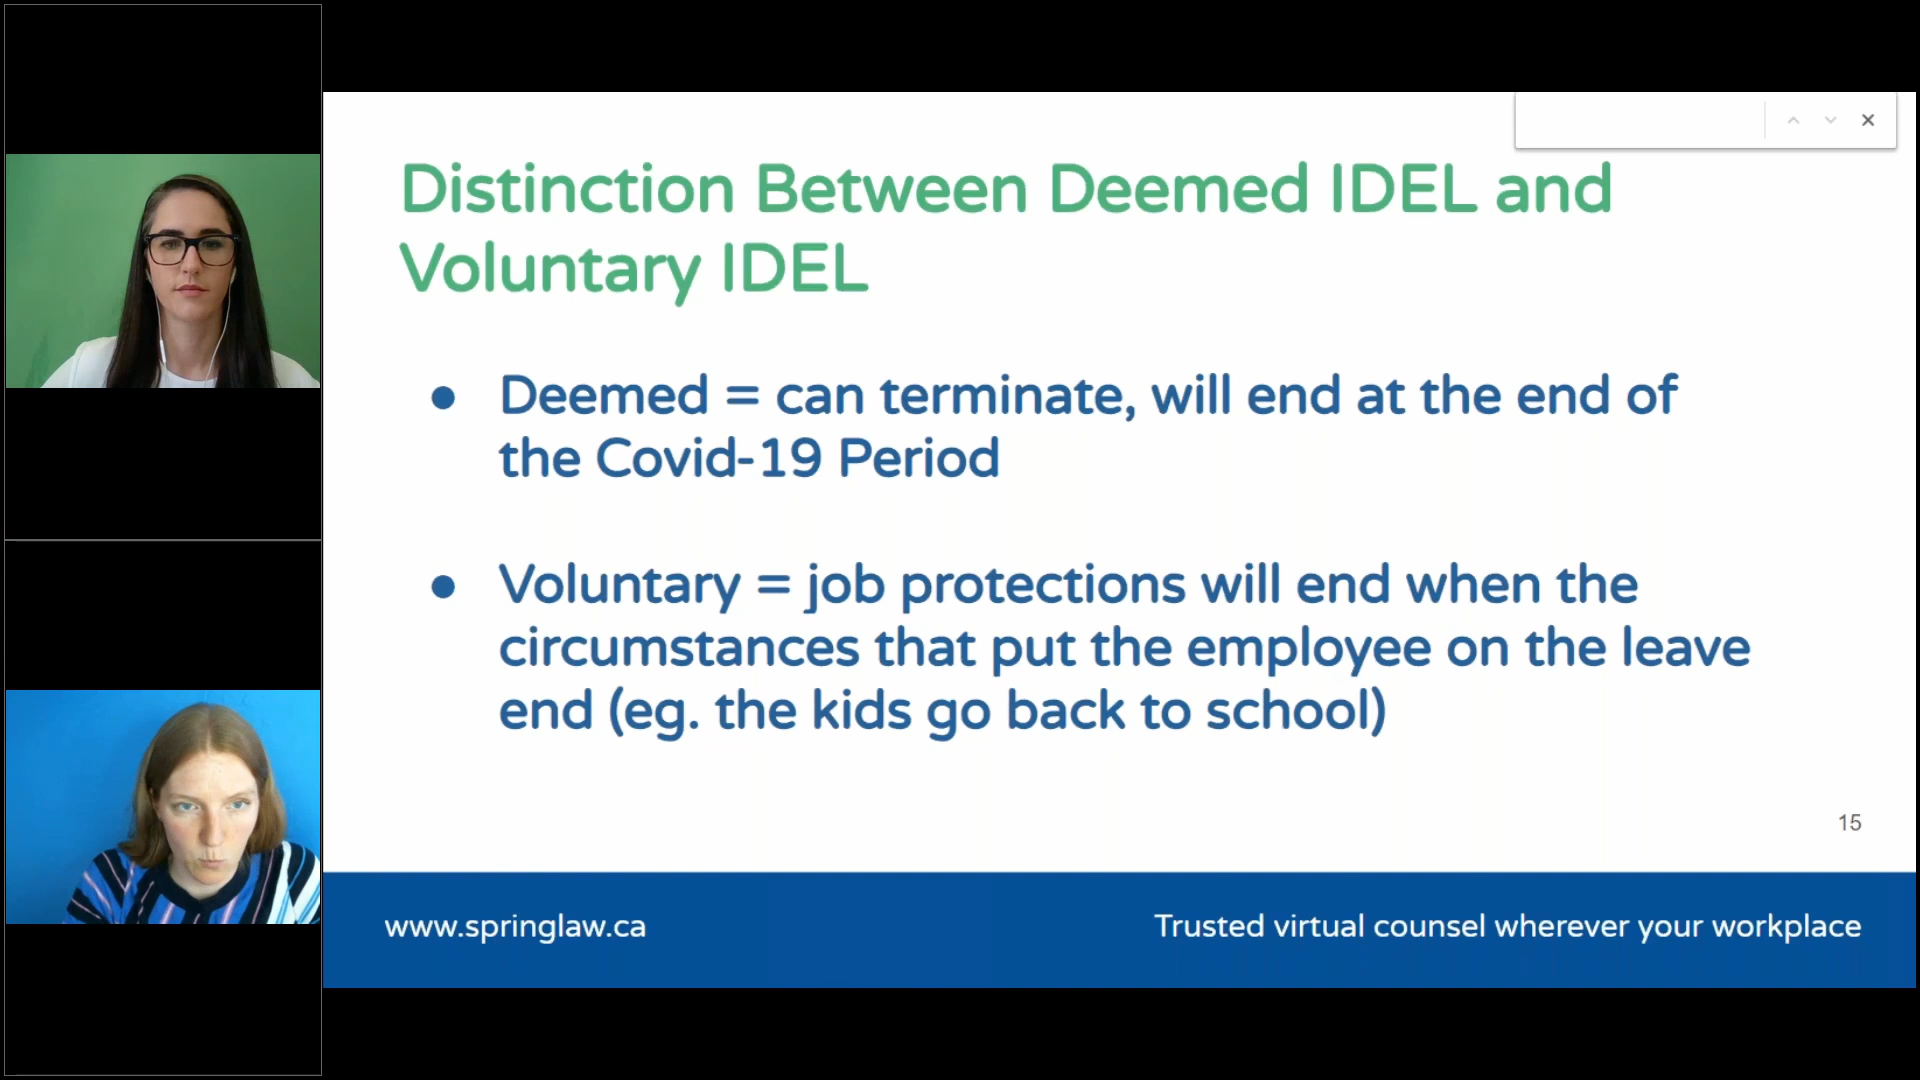 Distinction Between Deemed IDEL and
Voluntary IDEL
● Deemed = can terminate, will end at the end of
the Covid-19 Period
● Voluntary = job protections will end when the
circumstances that put the employee on the leave
end (eg. the kids go back to school)
15
www.springlaw.ca
Trusted virtual counsel wherever your workplace